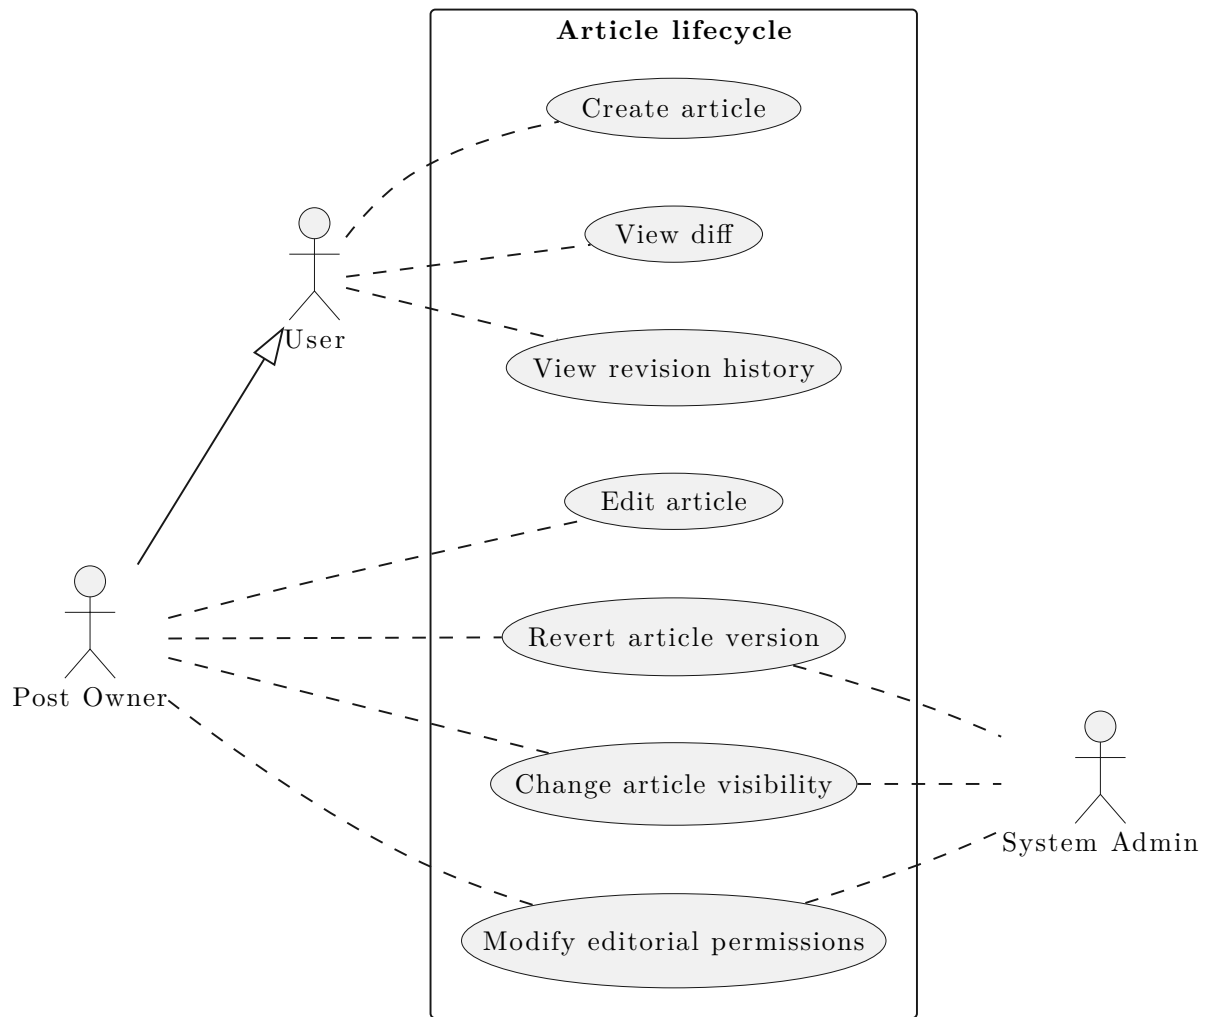 Article lifecycle
Create article
View diff
User
View revision history
Edit article
Revert article version
Post Owner
Change article visibility
System Admin
Modify editorial permissions